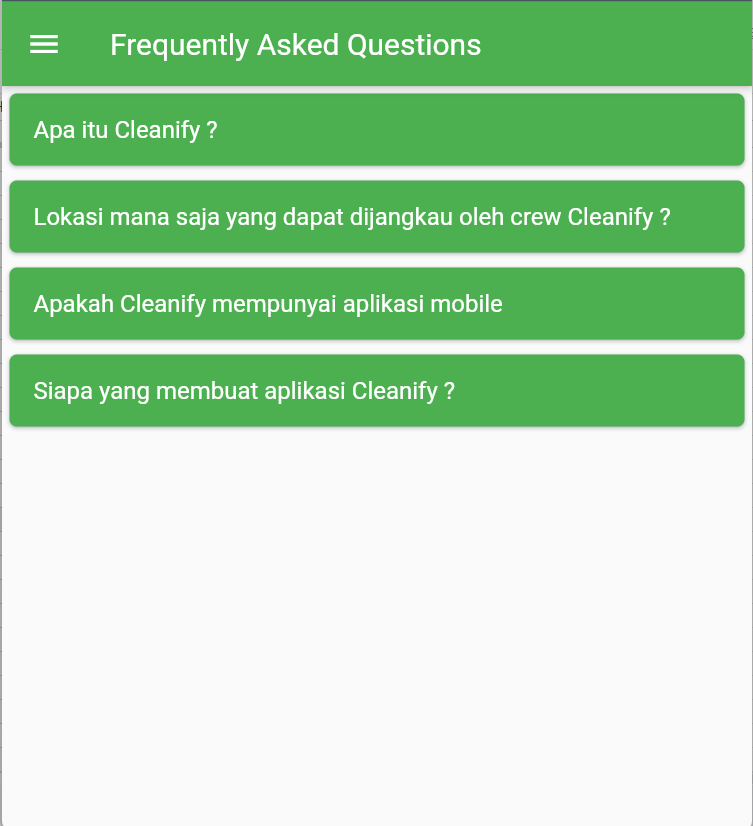 Frequently Asked Questions
Apa itu Cleanify ?
Lokasi mana saja yang dapat dijangkau oleh crew Cleanify ?
Apakah Cleanify mempunyai aplikasi mobile
Siapa yang membuat aplikasi Cleanify ?